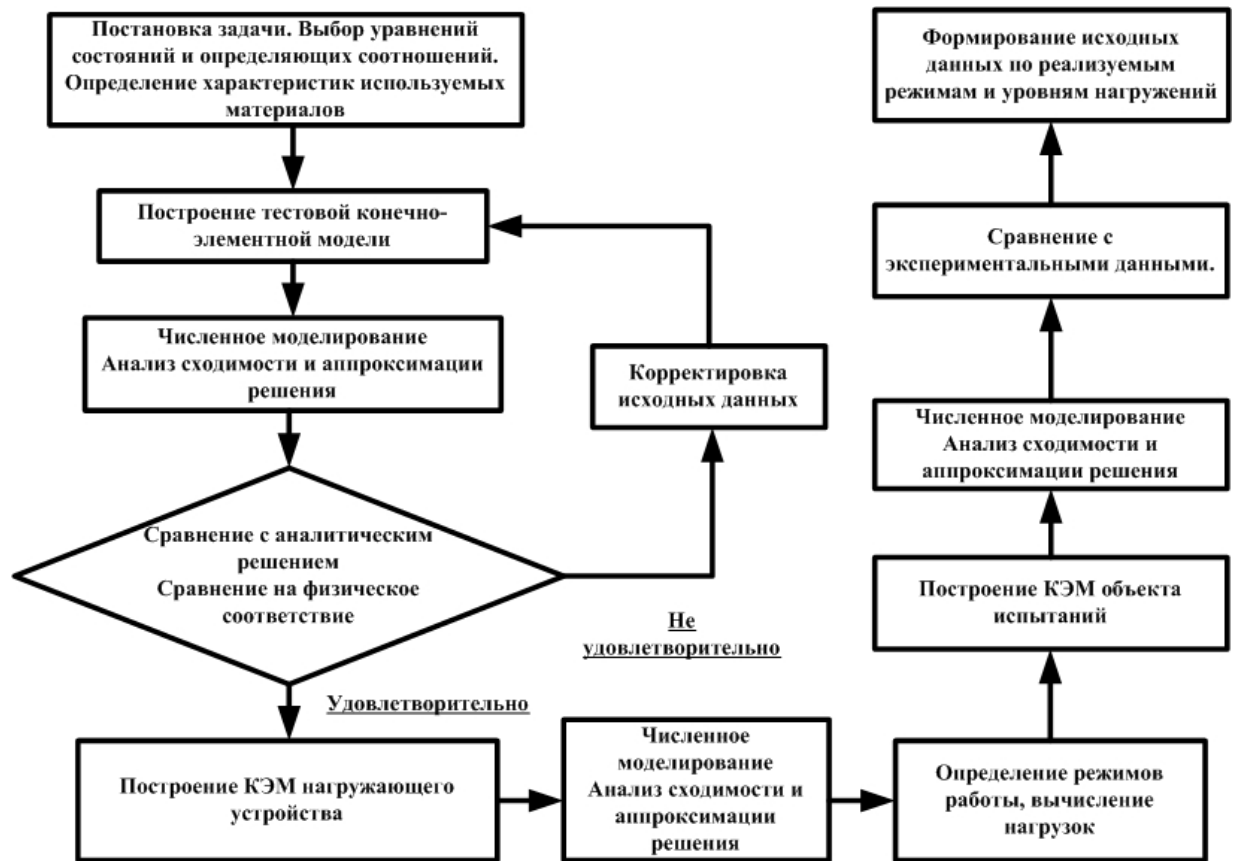 Постановка задачи. Выбор уравнений
состояний и определяющих соотношений.
Определение характеристик используемых
материалов
Построение тестовой конечно-
элементной модели
Численное моделирование
Анализ сходимости и аппроксимации
решения
Сравнение с аналитическим
решением
Сравнение на физическое
соответствие
Корректировка
исходных данных
Не
удовлетворительно
Удовлетворительно
Построение КЭМ нагружающего
устройства
Численное
моделирование
Анализ сходимости и
аппроксимации
решения
Определение режимов
работы, вычисление
нагрузок
Построение КЭМ объекта
испытаний
Численное моделирование
Анализ сходимости и
аппроксимации решения
Сравнение с
экспериментальными данными.
Формирование исходных
данных по реализуемым
режимам и уровням нагружений